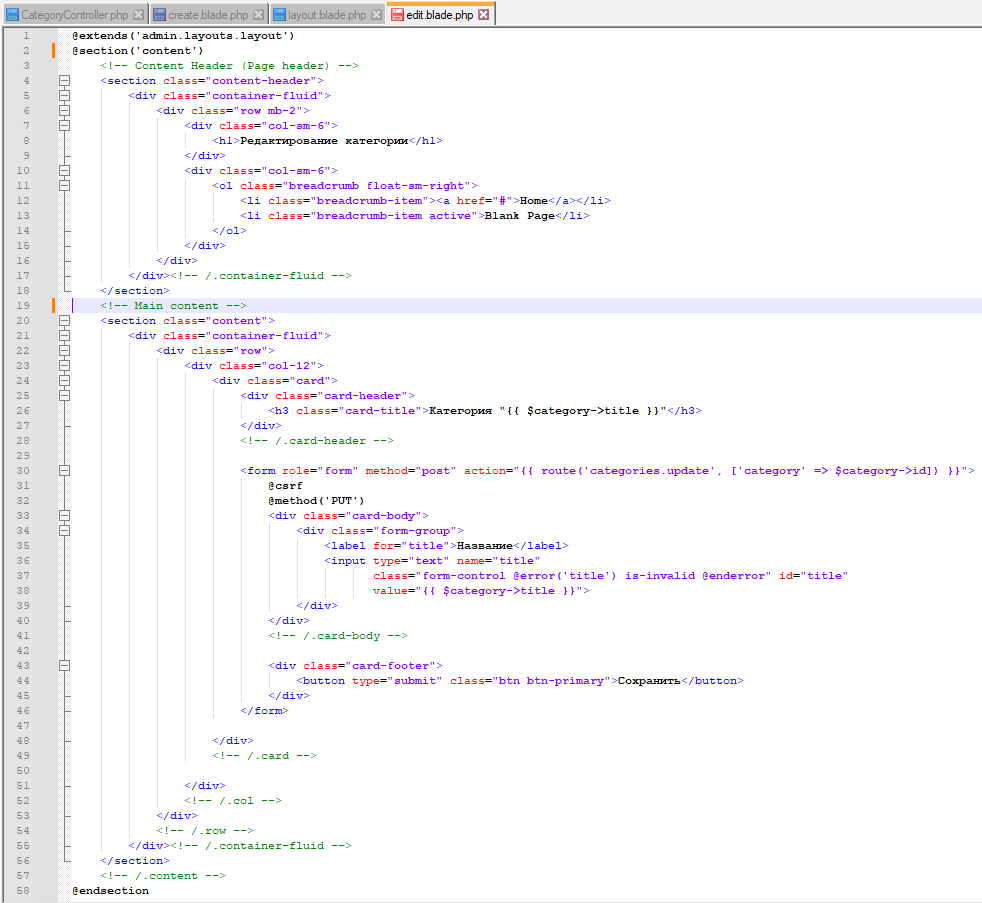 CategoryController.php create.blade.php layout.blade.php edit.blade.php
1 @extends('admin.layouts.layout')
2 @section('content')
3 <!-- Content Header (Page header) -->
4 <section class="content-header">
5 <div class="container-fluid">
6 <div class="row mb-2">
7 <div class="col-sm-6">
8 <h1>Редактирование категории</h1>
9 </div>
10 <div class="col-sm-6">
11 <ol class="breadcrumb float-sm-right">
12 <li class="breadcrumb-item"><a href="#">Home</a></li>
13 <li class="breadcrumb-item active">Blank Page</li>
14 </ol>
15 </div>
16 </div>
17 </div><!-- /.container-fluid -->
18 </section>
19 <!-- Main content -->
20 <section class="content">
21 <div class="container-fluid">
22 <div class="row">
23 <div class="col-12">
24 <div class="card">
25 <div class="card-header">
26 <h3 class="card-title">Категория "{{ $category->title }}"</h3>
27 </div>
28 <!-- /.card-header -->
29
30 <form role="form" method="post" action="{{ route('categories.update', ['category' => $category->id]) }}">
31 @csrf
32 @method('PUT')
33 <div class="card-body">
34 <div class="form-group">
35 <label for="title">Название</label>
36 <input type="text" name="title"
37 class="form-control @error('title') is-invalid @enderror" id="title"
38 value="{{ $category->title }}">
39 </div>
40 </div>
41 <!-- /.card-body -->
42
43 <div class="card-footer">
44 <button type="submit" class="btn btn-primary">Сохранить</button>
45 </div>
46 </form>
47
48 </div>
49 <!-- /.card -->
50
51 </div>
52 <!-- /.col -->
53 </div>
54 <!-- /.row -->
55 </div><!-- /.container-fluid -->
56 </section>
57 <!-- /.content -->
58 @endsection